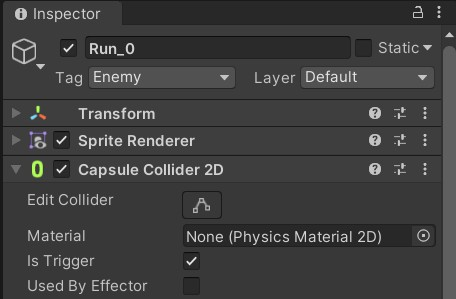 Inspector
Run_0
Static
Tag Enemy Layer Default
Transform
Sprite Renderer
Capsule Collider 2D
Edit Collider
Material None (Physics Material 2D)
Is Trigger
Used By Effector